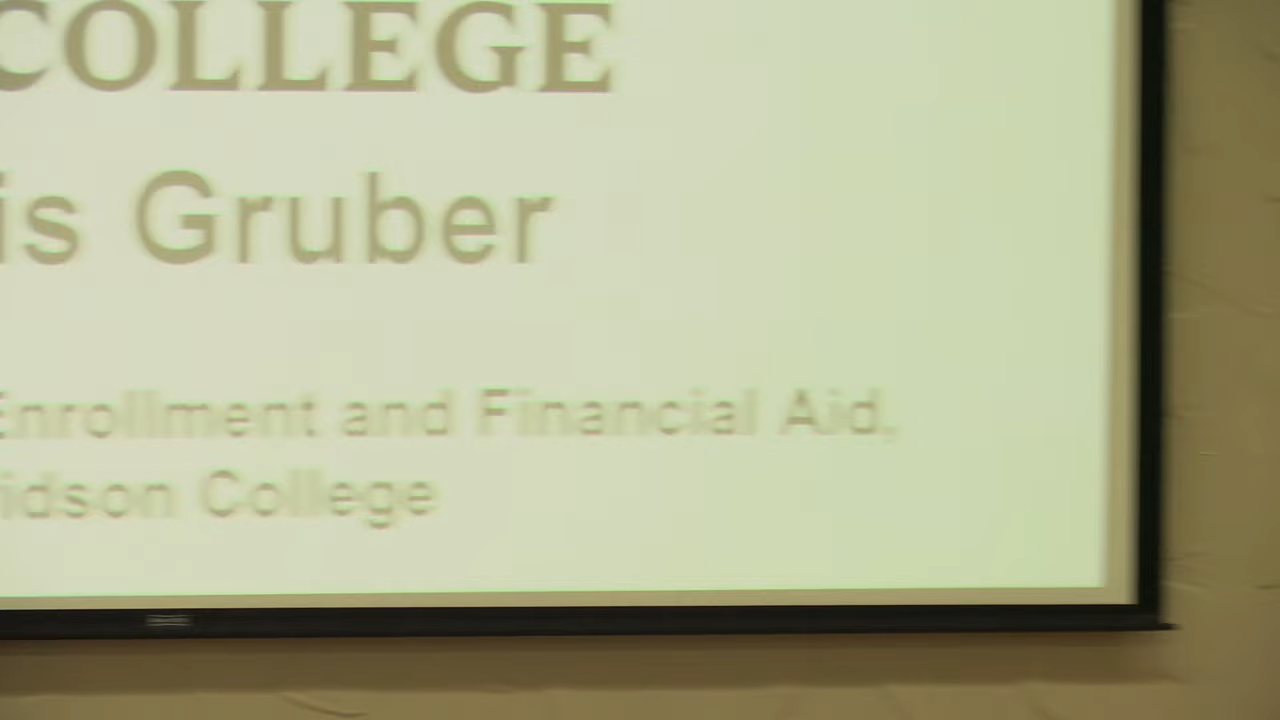 COLLEGE
is Gruber
Enrollment and Financial Aid,
idson College